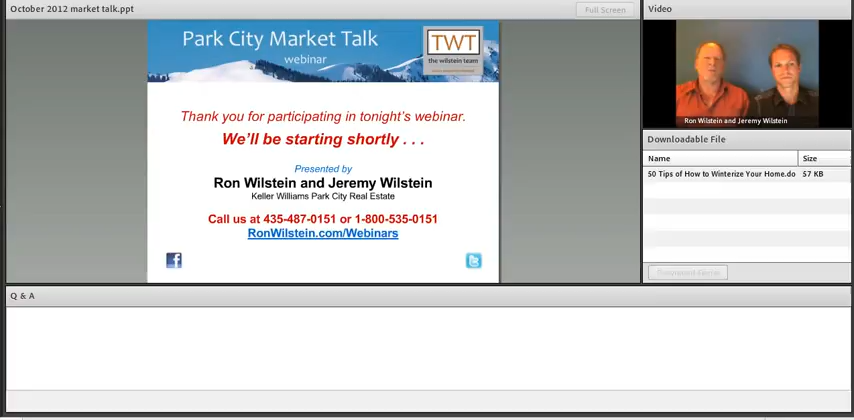 October 2012 market talk.ppt
Full Screen
Park City Market Talk
webinar
TWT
the wilstein team
Thank you for participating in tonight's webinar.
We'll be starting shortly . . .
Presented by
Ron Wilstein and Jeremy Wilstein
Keller Williams Park City Real Estate
Call us at 435-487-0151 or 1-800-535-0151
RonWilstein.com/Webinars
Video
Ron Wilstein and Jeremy Wilstein
Downloadable File
Name Size
50 Tips of How to Winterize Your Home.do 57 KB
Q & A